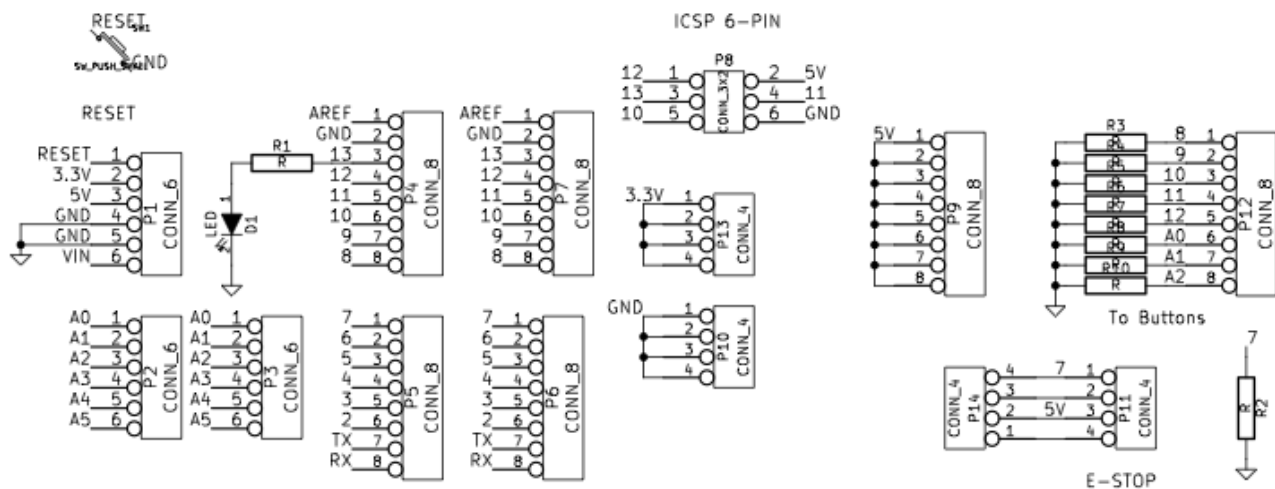 RESET
SW1
GND
RESET
ICSP 6-PIN
P8
12 1 CONN_3X2 2 5V
13 3 4 11
10 5 6 GND
RESET 1
3.3V 2
5V 3
GND 4
GND 5
VIN 6
P1
CONN_6
R1
R
1
LED
D1
AREF 1
GND 2
13 3
12 4
11 5
10 6
9 7
8 8
P4
CONN_8
AREF 1
GND 2
13 3
12 4
11 5
10 6
9 7
8 8
P7
CONN_8
3.3V 1
2
3
4
P13
CONN_4
GND 1
2
3
4
P10
CONN_4
5V 1
2
3
4
5
6
7
8
P9
CONN_8
R3 8 1
R4 9 2
R5 10 3
R6 11 4
R7 12 5
R8 A0 6
R9 A1 7
R10 R A2 8
P12
CONN_8
To Buttons
A0 1
A1 2
A2 3
A3 4
A4 5
A5 6
P2
CONN_6
A0 1
A1 2
A2 3
A3 4
A4 5
A5 6
P3
CONN_6
7 1
6 2
5 3
4 4
3 5
2 6
TX 7
RX 8
P5
CONN_8
7 1
6 2
5 3
4 4
3 5
2 6
TX 7
RX 8
P6
CONN_8
CONN_4
P14
4 7 1
3 2
2 5V 3
1 4
P11
CONN_4
E-STOP
7
R
R2